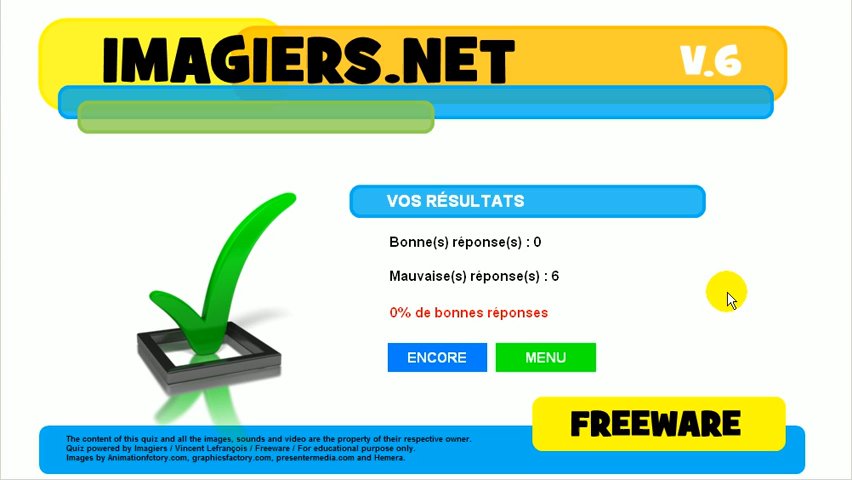 IMAGIERS.NET
V.6
VOS RÉSULTATS
Bonne(s) réponse(s) : 0
Mauvaise(s) réponse(s) : 6
0% de bonnes réponses
ENCORE
MENU
FREEWARE
The content of this quiz and all the images, sounds and video are the property of their respective owner.
Quiz powered by Imagiers / Vincent Lefrançois / Freeware / For educational purpose only.
Images by Animationfctory.com, graphicsfactory.com, presentermedia.com and Hemera.